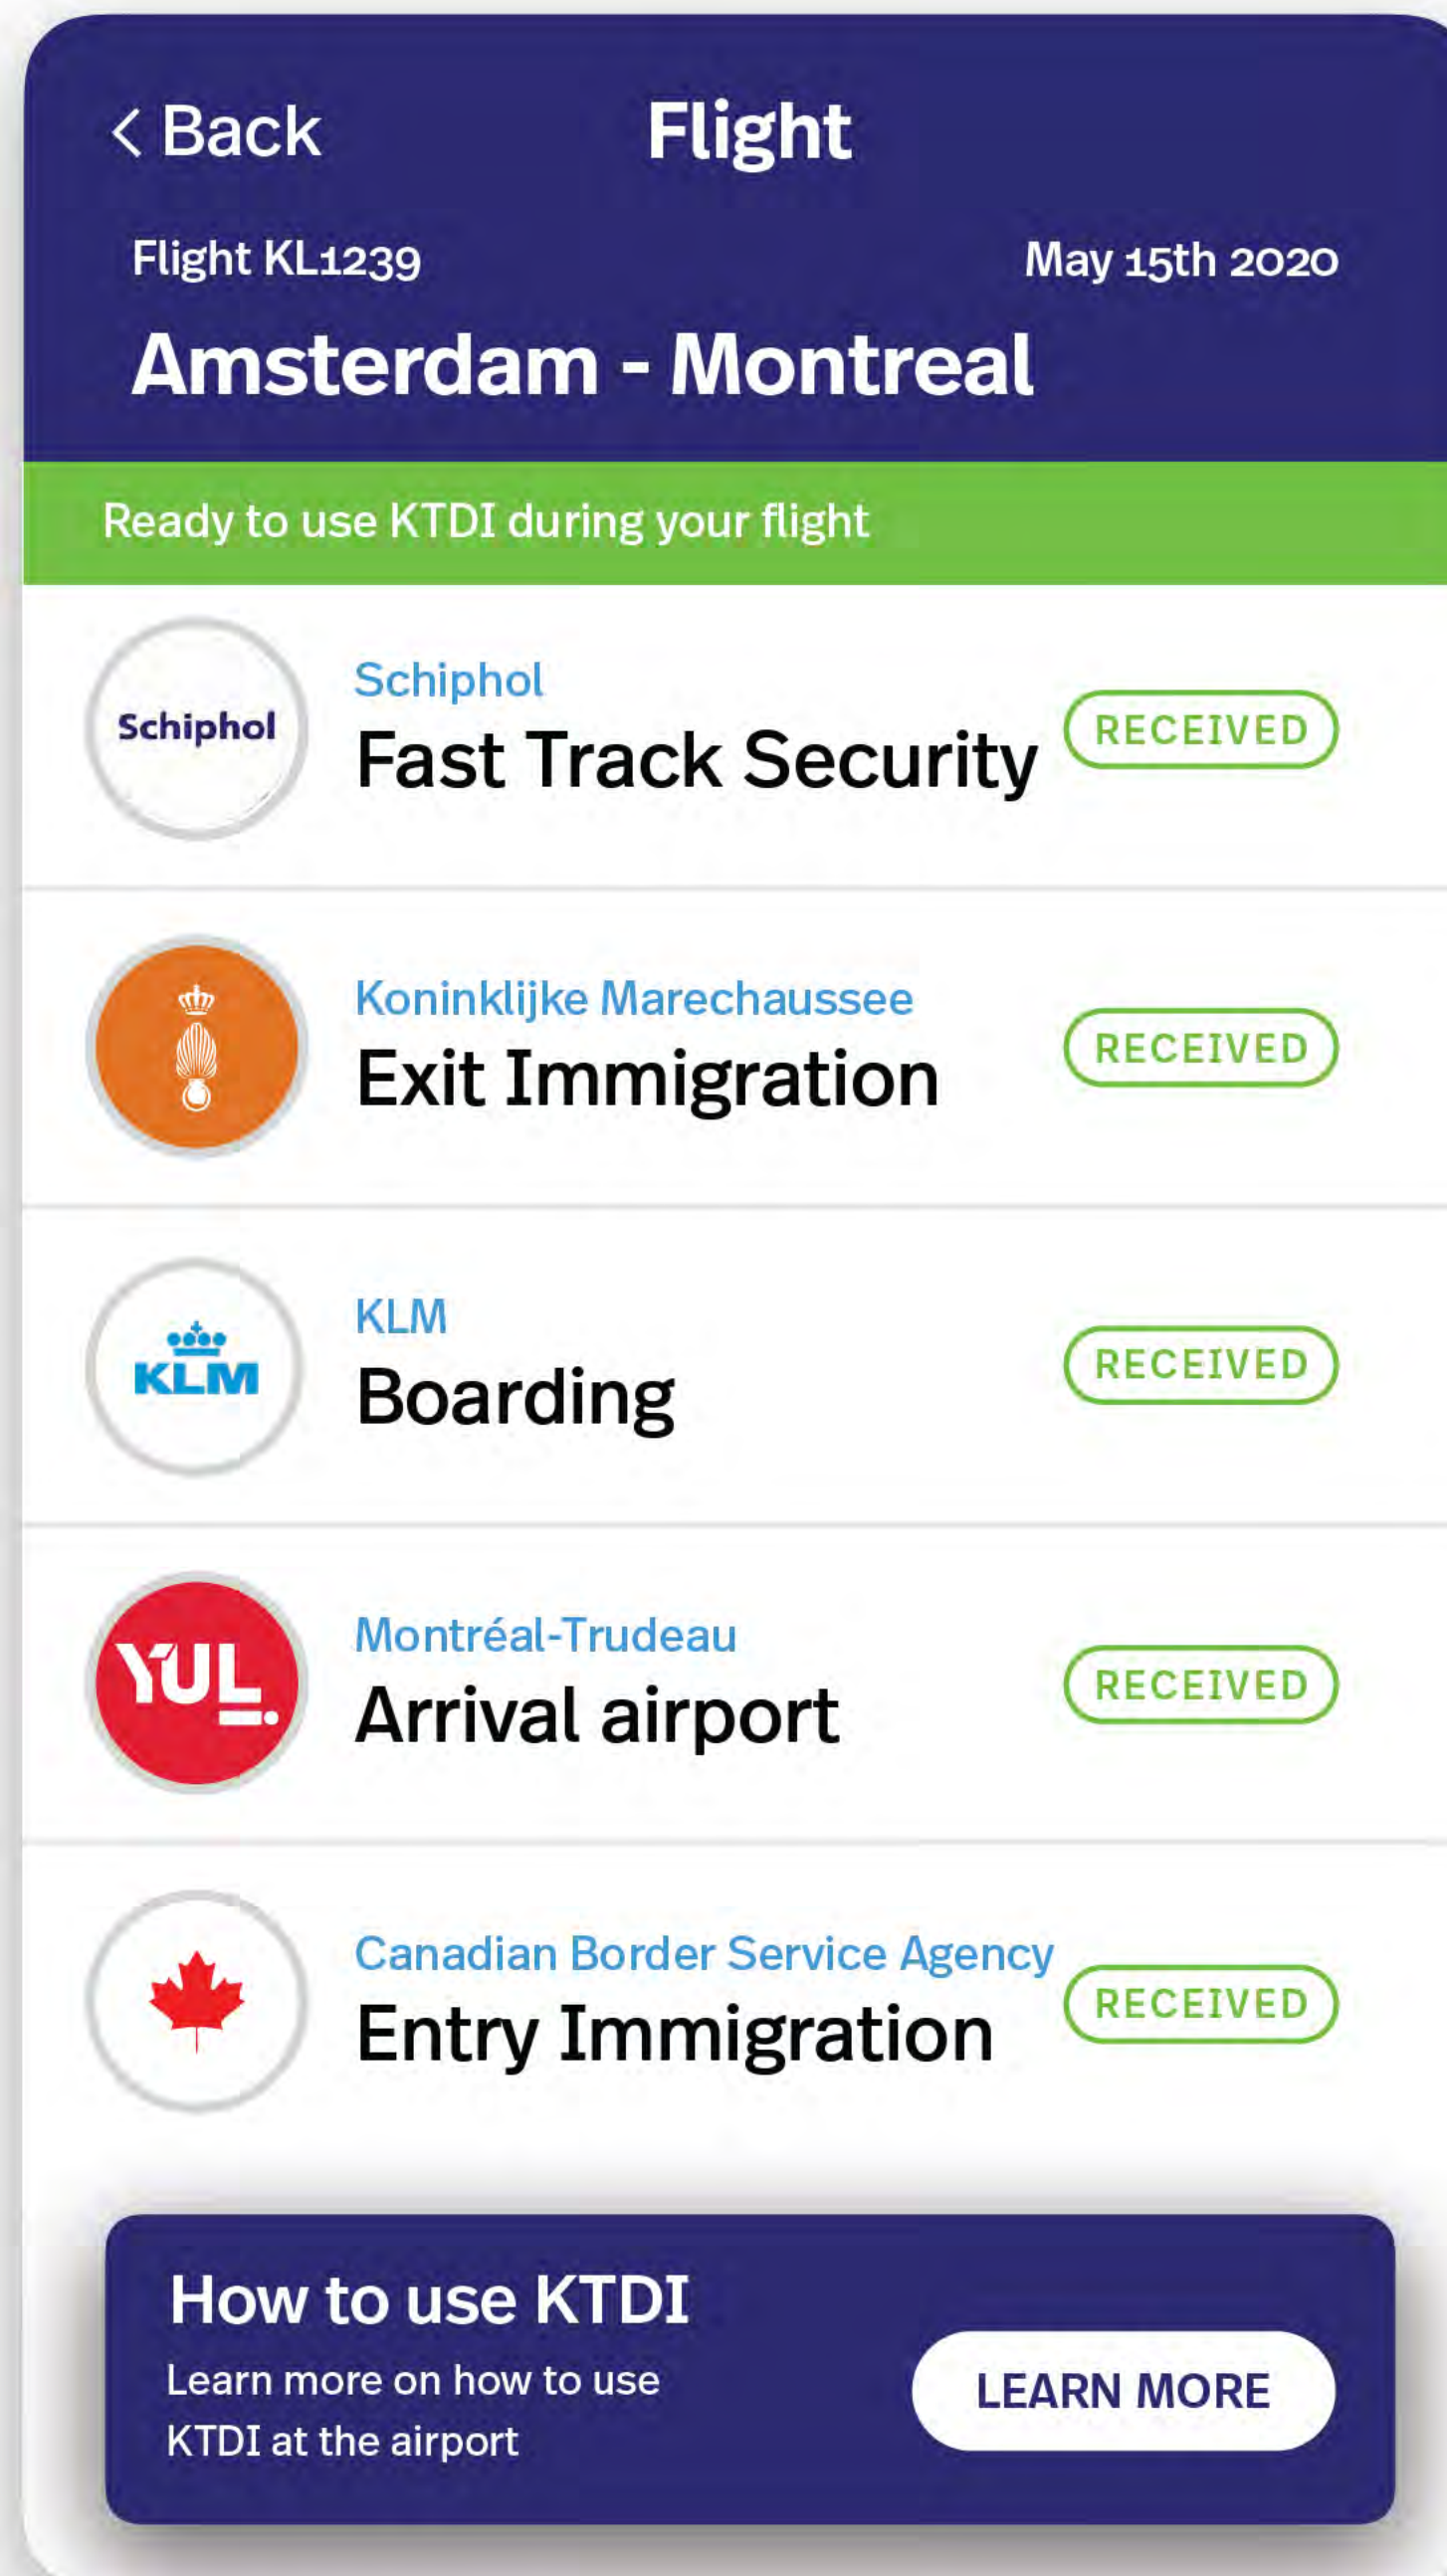 < Back
Flight
Flight KL1239
May 15th 2020
Amsterdam - Montreal
Ready to use KTDI during your flight
Schiphol
Schiphol
Fast Track Security
RECEIVED
Koninklijke Marechaussee
Exit Immigration
RECEIVED
KLM
KLM
Boarding
RECEIVED
YUL
Montréal-Trudeau
Arrival airport
RECEIVED
Canadian Border Service Agency
Entry Immigration
RECEIVED
How to use KTDI
Learn more on how to use
KTDI at the airport
LEARN MORE